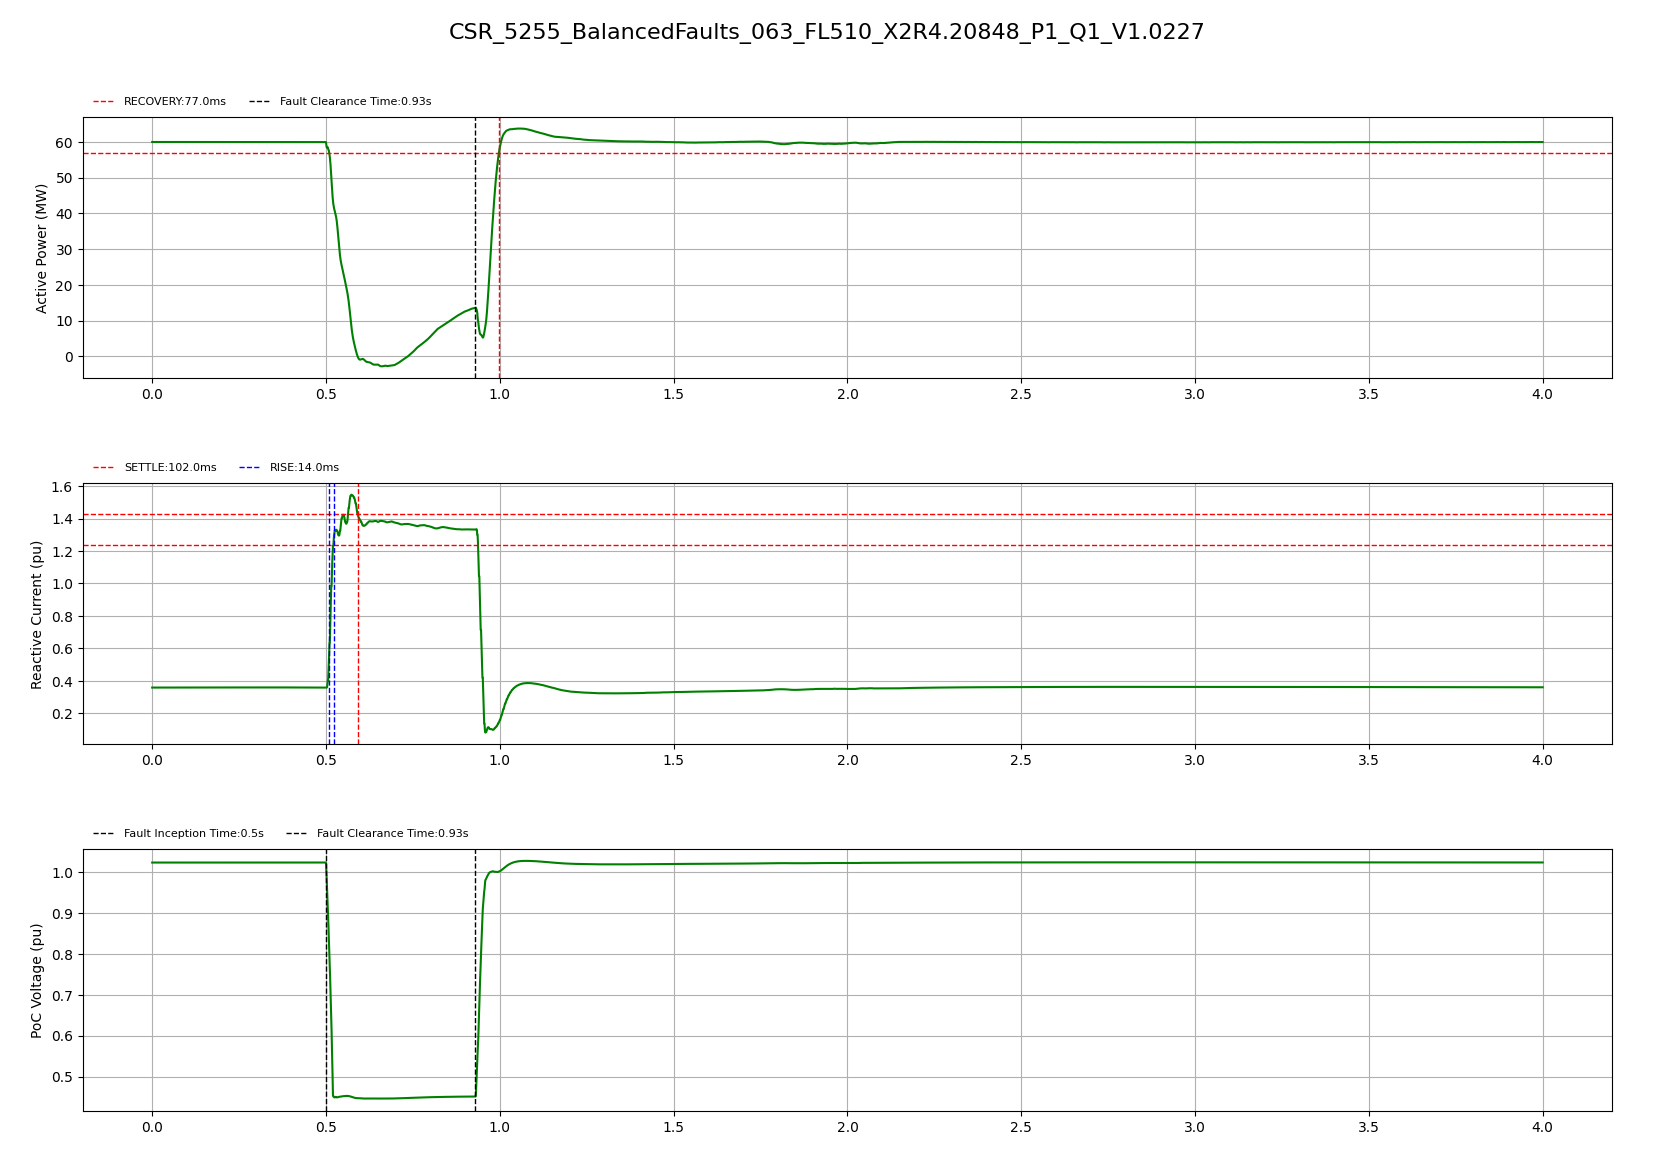 CSR_5255_BalancedFaults_063_FL510_X2R4.20848_P1_Q1_V1.0227
RECOVERY:77.0ms Fault Clearance Time:0.93s
Active Power (MW)
60
50
40
30
20
10
0
0.0 0.5 1.0 1.5 2.0 2.5 3.0 3.5 4.0
SETTLE:102.0ms RISE:14.0ms
Reactive Current (pu)
1.6
1.4
1.2
1.0
0.8
0.6
0.4
0.2
0.0 0.5 1.0 1.5 2.0 2.5 3.0 3.5 4.0
Fault Inception Time:0.5s Fault Clearance Time:0.93s
PoC Voltage (pu)
1.0
0.9
0.8
0.7
0.6
0.5
0.0 0.5 1.0 1.5 2.0 2.5 3.0 3.5 4.0